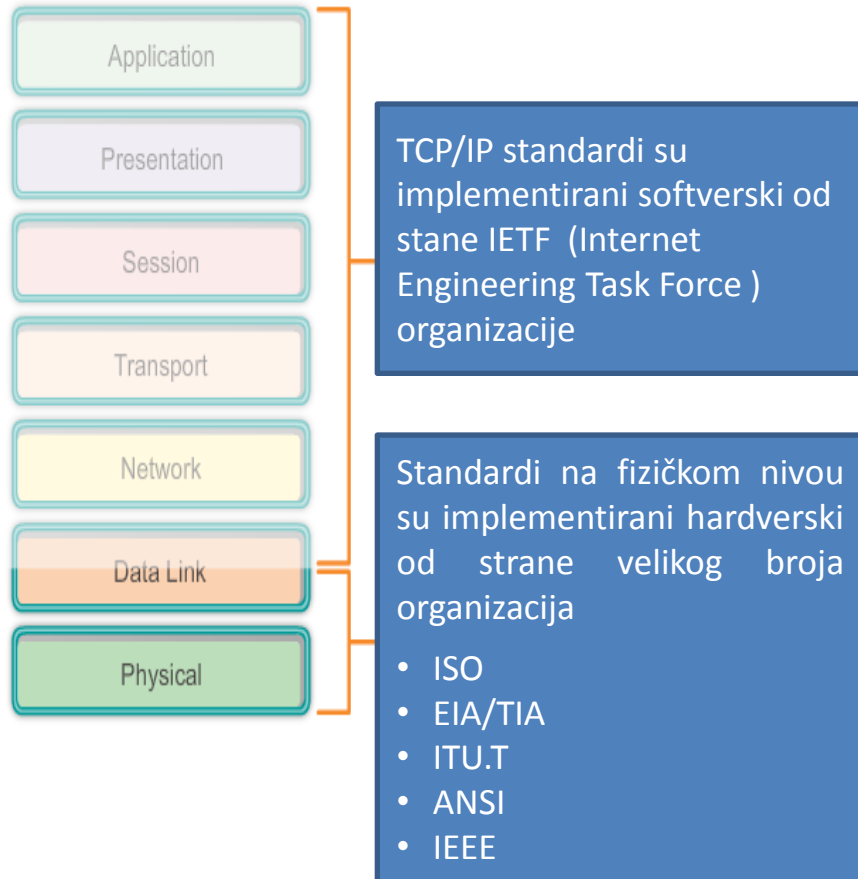 Application
Presentation
Session
Transport
Network
Data Link
Physical
TCP/IP standardi su
implementirani softverski od
stane IETF (Internet
Engineering Task Force )
organizacije
Standardi na fizičkom nivou
su implementirani hardverski
od strane velikog broja
organizacija
• ISO
• EIA/TIA
• ITU.T
• ANSI
• IEEE